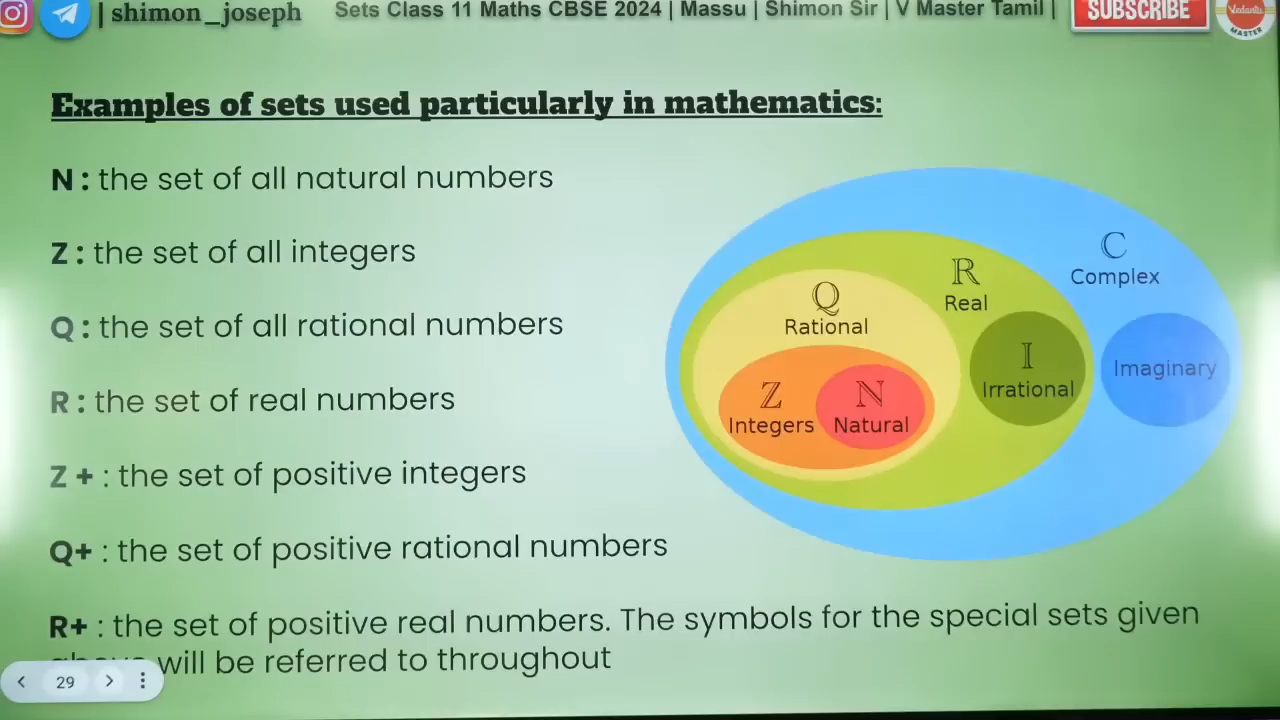 | shimon_joseph
Sets Class 11 Maths CBSE 2024 | Massu | Shimon Sir | V Master Tamil |
SUBSCRIBE
Vedantu
MASTER
Examples of sets used particularly in mathematics:
N : the set of all natural numbers
Z : the set of all integers
Q : the set of all rational numbers
R : the set of real numbers
Z + : the set of positive integers
Q+ : the set of positive rational numbers
R+ : the set of positive real numbers. The symbols for the special sets given
will be referred to throughout
ℂ
Complex
ℝ
Real
ℚ
Rational
𝕀
Irrational
Imaginary
ℤ
Integers
ℕ
Natural
29